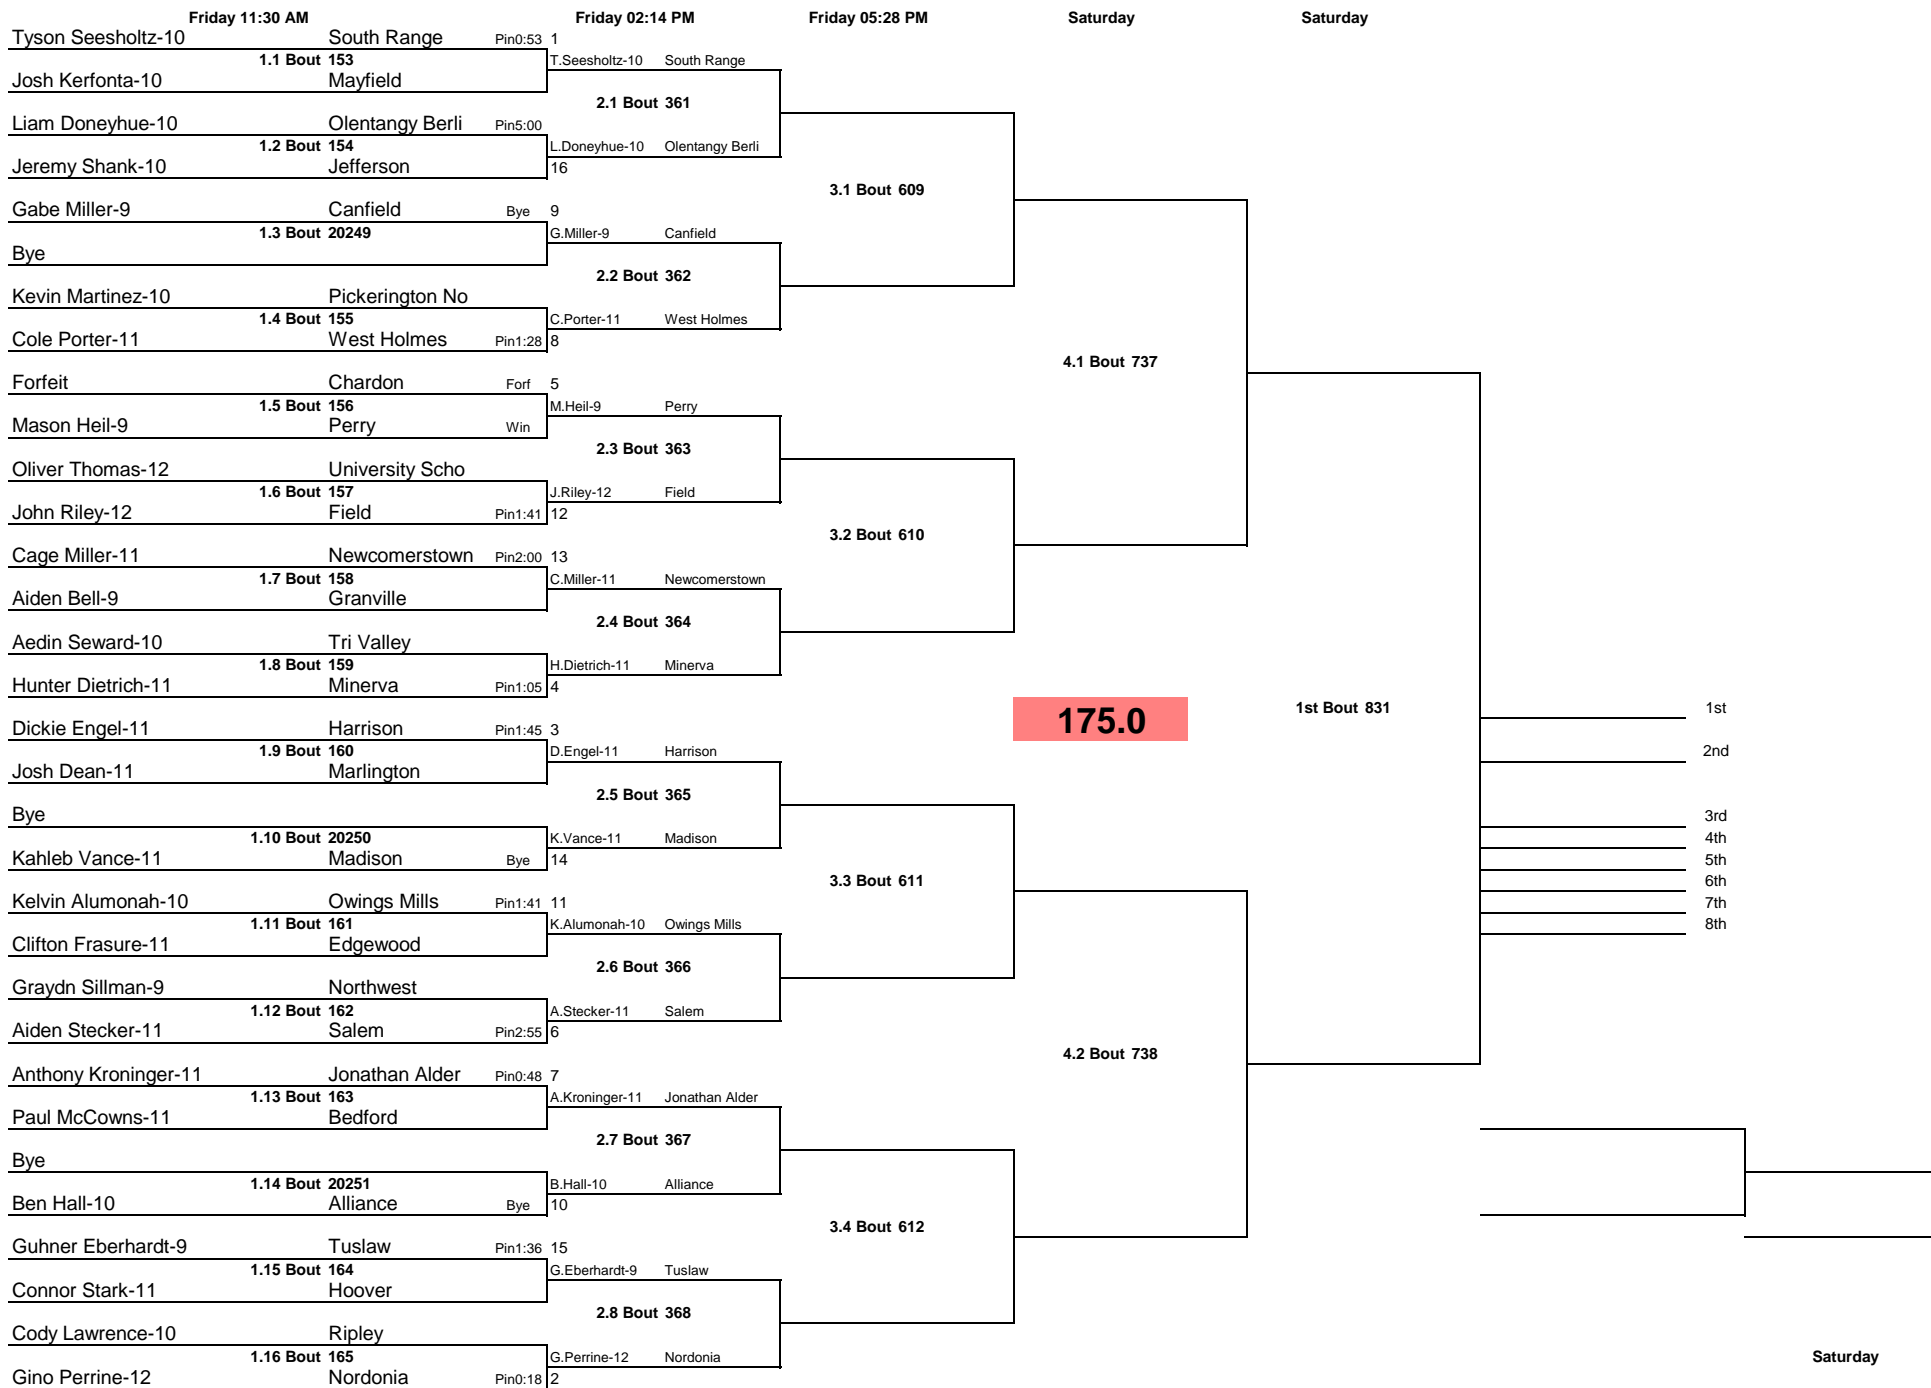 Friday 11:30 AM Friday 02:14 PM Friday 05:28 PM Saturday Saturday
Tyson Seesholtz-10 South Range Pin0:53 1
1.1 Bout 153 T.Seesholtz-10 South Range
Josh Kerfonta-10 Mayfield
2.1 Bout 361
Liam Doneyhue-10 Olentangy Berli Pin5:00
1.2 Bout 154 L.Doneyhue-10 Olentangy Berli
Jeremy Shank-10 Jefferson 16
3.1 Bout 609
Gabe Miller-9 Canfield Bye 9
1.3 Bout 20249 G.Miller-9 Canfield
Bye
2.2 Bout 362
Kevin Martinez-10 Pickerington No
1.4 Bout 155 C.Porter-11 West Holmes
Cole Porter-11 West Holmes Pin1:28 8
4.1 Bout 737
Forfeit Chardon Forf 5
1.5 Bout 156 M.Heil-9 Perry
Mason Heil-9 Perry Win
2.3 Bout 363
Oliver Thomas-12 University Scho
1.6 Bout 157 J.Riley-12 Field
John Riley-12 Field Pin1:41 12
3.2 Bout 610
Cage Miller-11 Newcomerstown Pin2:00 13
1.7 Bout 158 C.Miller-11 Newcomerstown
Aiden Bell-9 Granville
2.4 Bout 364
Aedin Seward-10 Tri Valley
1.8 Bout 159 H.Dietrich-11 Minerva
Hunter Dietrich-11 Minerva Pin1:05 4
175.0 1st Bout 831 1st
Dickie Engel-11 Harrison Pin1:45 3
1.9 Bout 160 D.Engel-11 Harrison 2nd
Josh Dean-11 Marlington
2.5 Bout 365
Bye 3rd
1.10 Bout 20250 K.Vance-11 Madison 4th
Kahleb Vance-11 Madison Bye 14 5th
3.3 Bout 611 6th
Kelvin Alumonah-10 Owings Mills Pin1:41 11 7th
1.11 Bout 161 K.Alumonah-10 Owings Mills 8th
Clifton Frasure-11 Edgewood
2.6 Bout 366
Graydn Sillman-9 Northwest
1.12 Bout 162 A.Stecker-11 Salem
Aiden Stecker-11 Salem Pin2:55 6
4.2 Bout 738
Anthony Kroninger-11 Jonathan Alder Pin0:48 7
1.13 Bout 163 A.Kroninger-11 Jonathan Alder
Paul McCowns-11 Bedford
2.7 Bout 367
Bye
1.14 Bout 20251 B.Hall-10 Alliance
Ben Hall-10 Alliance Bye 10
3.4 Bout 612
Guhner Eberhardt-9 Tuslaw Pin1:36 15
1.15 Bout 164 G.Eberhardt-9 Tuslaw
Connor Stark-11 Hoover
2.8 Bout 368
Cody Lawrence-10 Ripley
1.16 Bout 165 G.Perrine-12 Nordonia Saturday
Gino Perrine-12 Nordonia Pin0:18 2